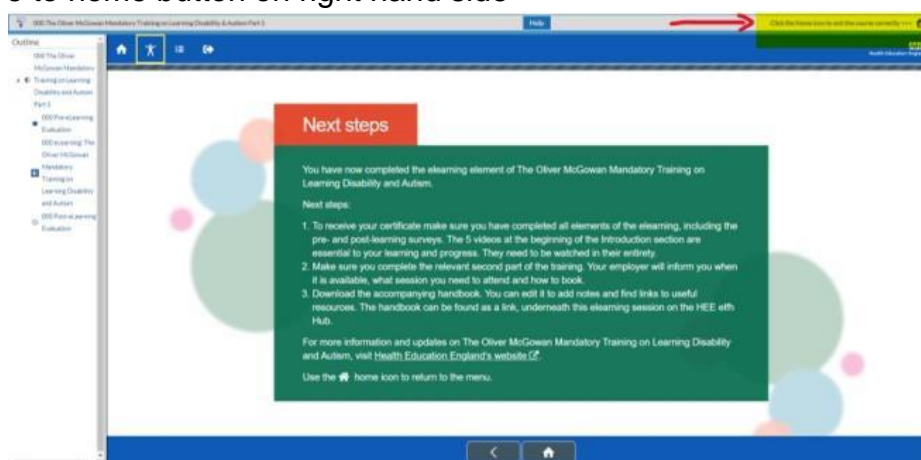 to home button on right hand side
000 The Oliver McGowan Mandatory Training on Learning Disability & Autism Part 1
Help
Click the Home icon to exit the course correctly
Outline
000 The Oliver
McGowan Mandatory
Training on Learning
Disability and Autism
Part 1
000 Pre eLearning
Evaluation
000 eLearning: The
Oliver McGowan
Mandatory
Training on
Learning Disability
and Autism
000 Post eLearning
Evaluation
Health Education
Next steps
You have now completed the elearning element of The Oliver McGowan Mandatory Training on
Learning Disability and Autism.
Next steps:
1. To receive your certificate make sure you have completed all elements of the elearning, including the
pre- and post-learning surveys. The 5 videos at the beginning of the Introduction section are
essential to your learning and progress. They need to be watched in their entirety.
2. Make sure you complete the relevant second part of the training. Your employer will inform you when
it is available, what session you need to attend and how to book.
3. Download the accompanying handbook. You can edit it to add notes and find links to useful
resources. The handbook can be found as a link, underneath this elearning session on the HEE elfh
Hub.
For more information and updates on The Oliver McGowan Mandatory Training on Learning Disability
and Autism, visit Health Education England's website.
Use the home icon to return to the menu.